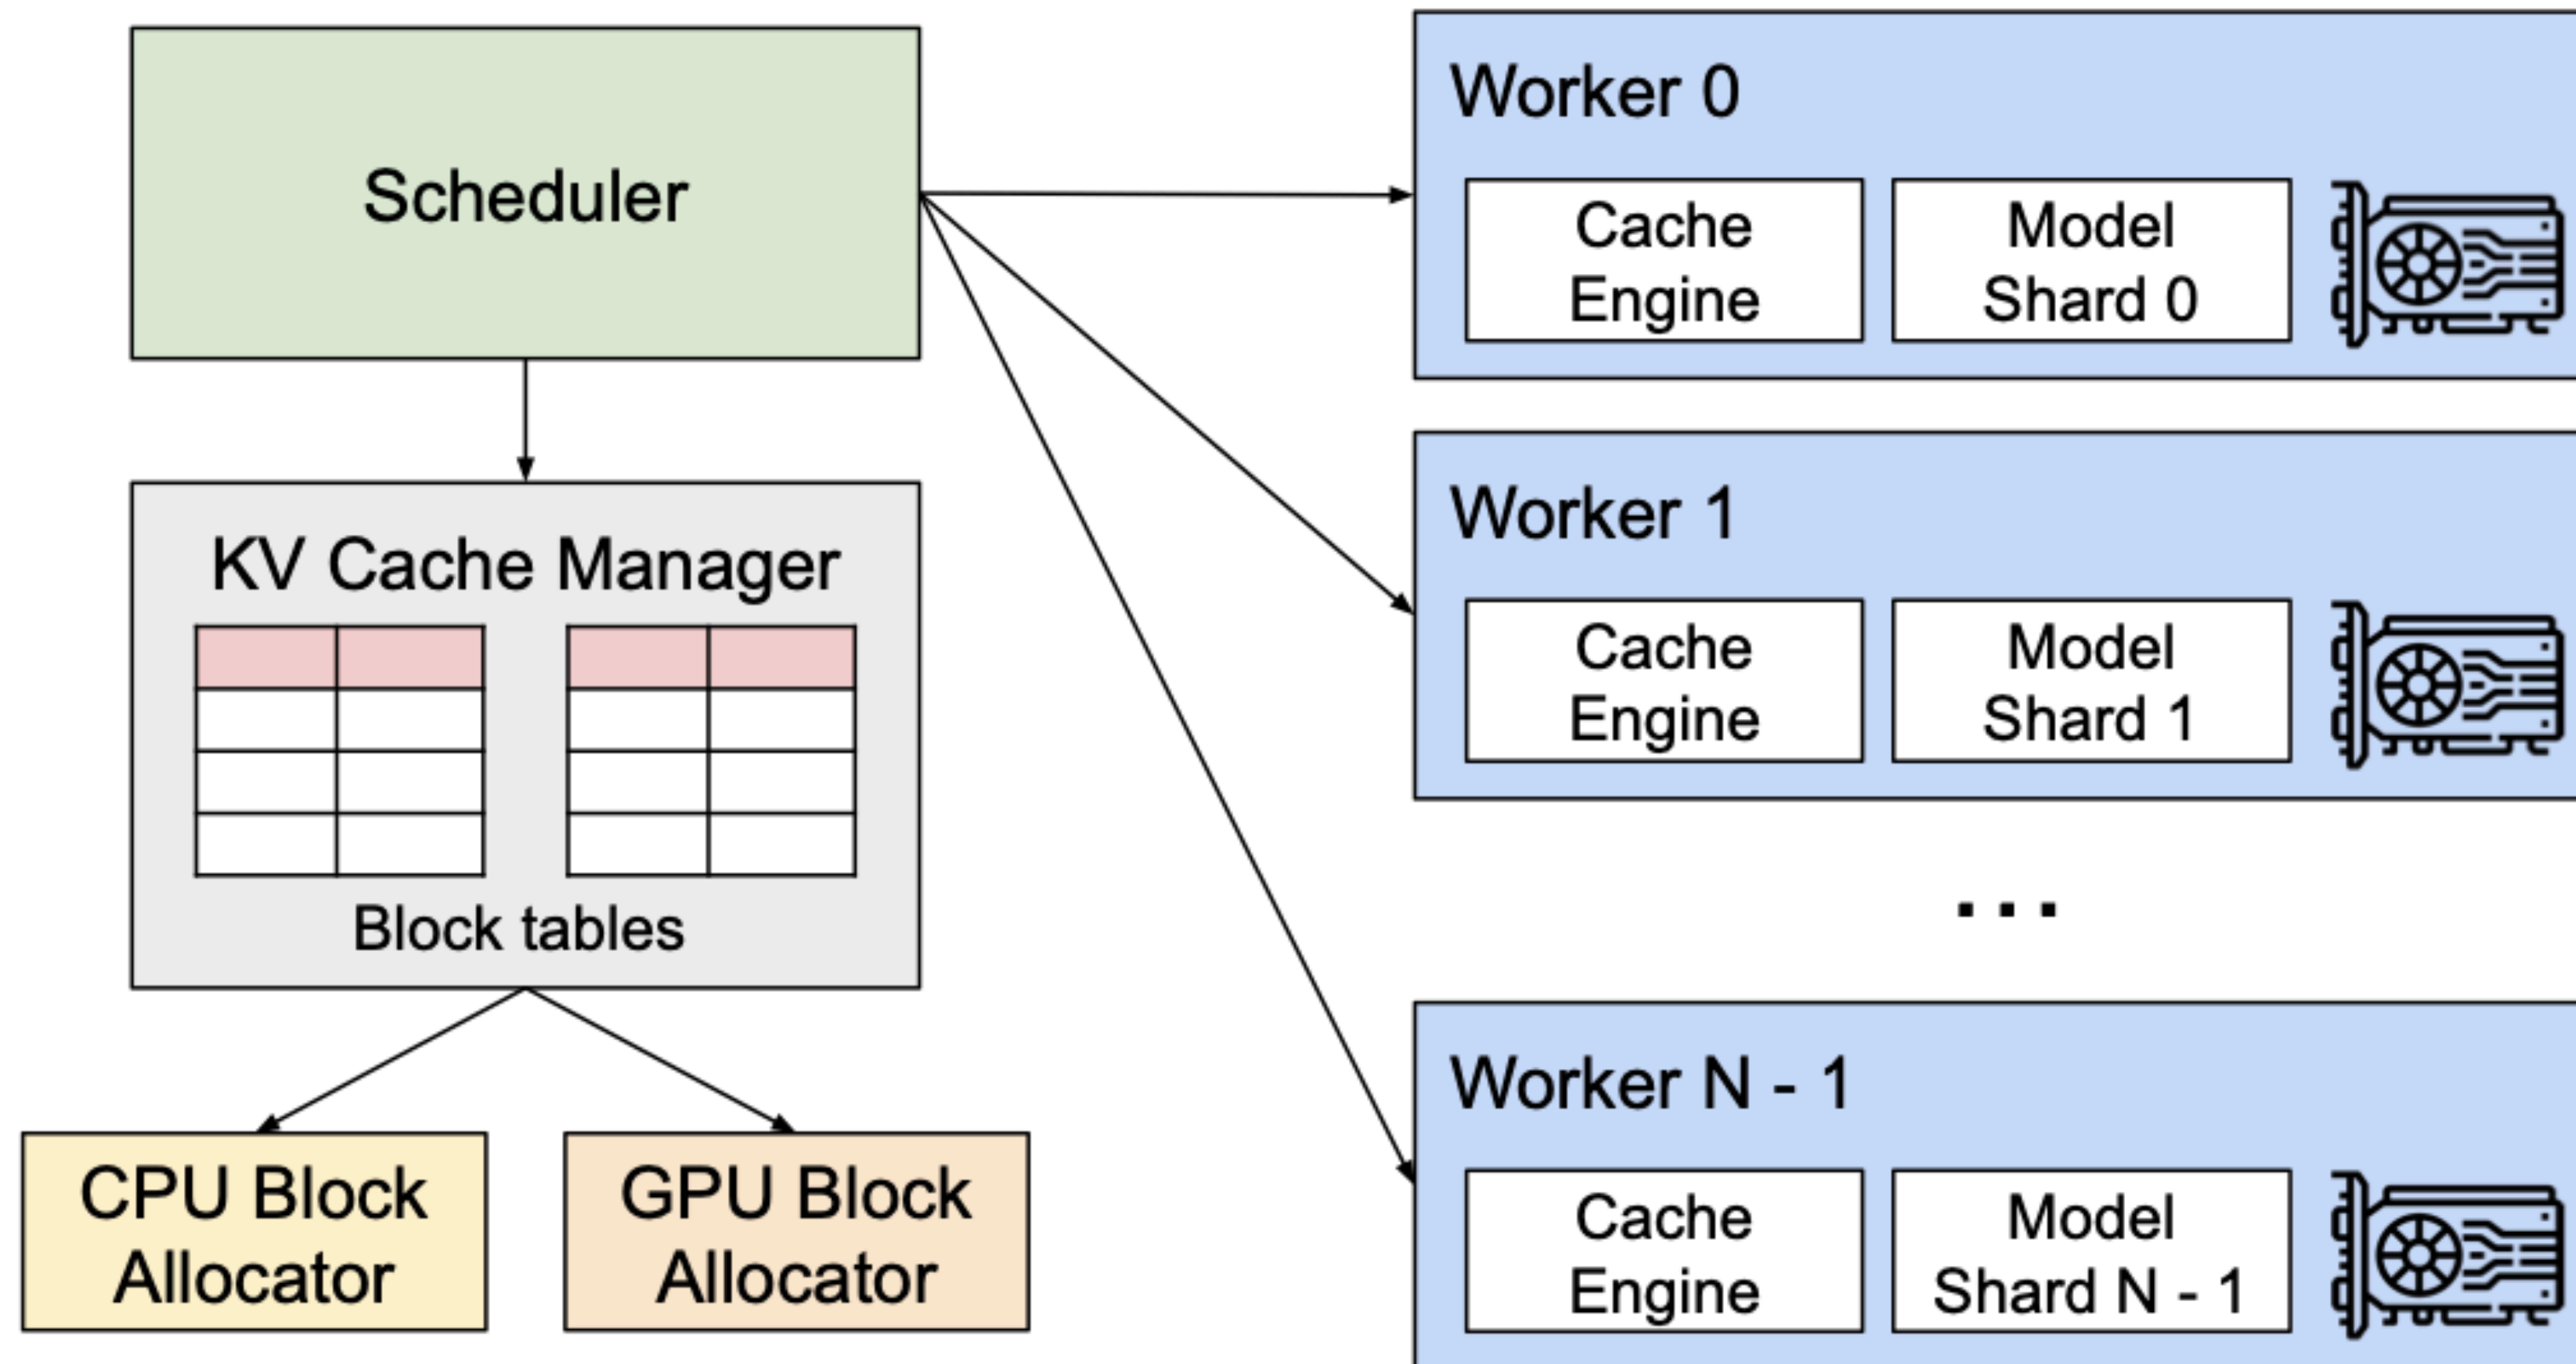 Scheduler
KV Cache Manager
Block tables
CPU Block
Allocator
GPU Block
Allocator
Worker 0
Cache
Engine
Model
Shard 0
Worker 1
Cache
Engine
Model
Shard 1
...
Worker N - 1
Cache
Engine
Model
Shard N - 1